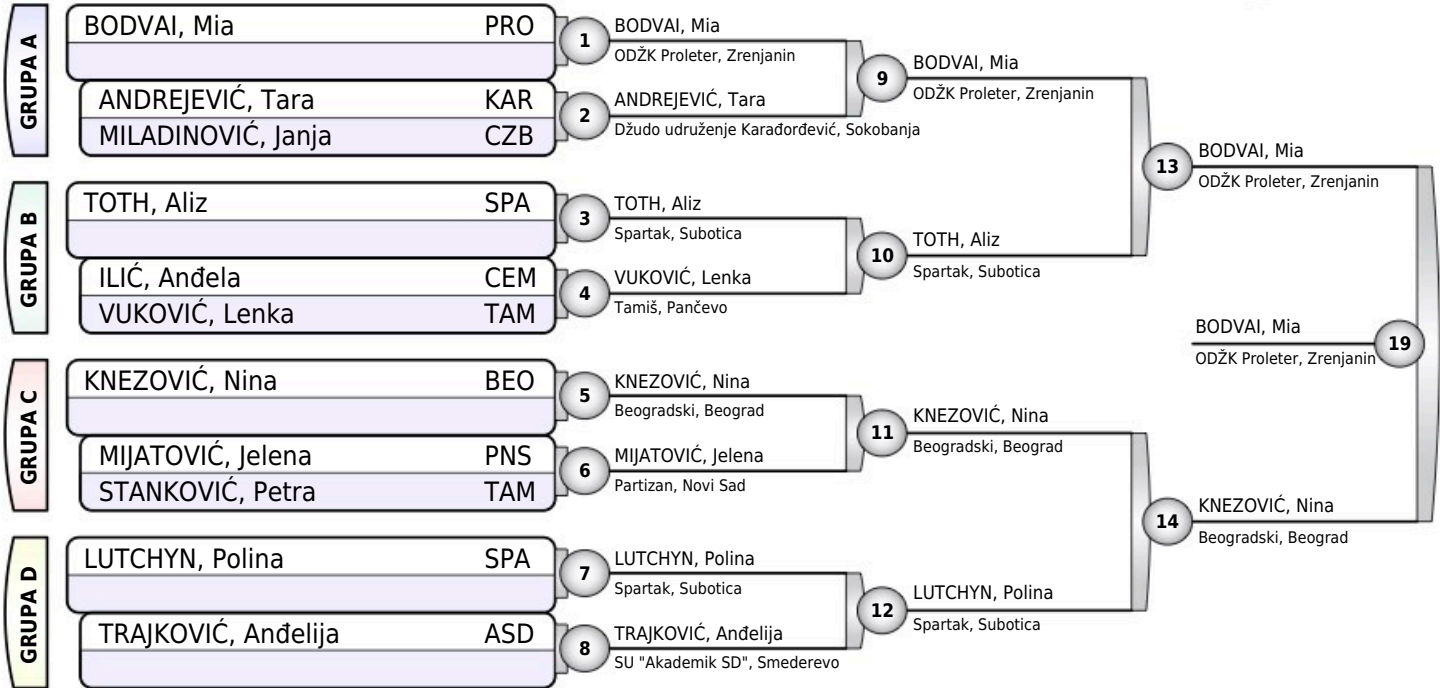 GRUPA A
BODVAI, Mia PRO
ANDREJEVIĆ, Tara KAR
MILADINOVIĆ, Janja CZB
GRUPA B
TOTH, Aliz SPA
ILIĆ, Anđela CEM
VUKOVIĆ, Lenka TAM
GRUPA C
KNEZOVIĆ, Nina BEO
MIJATOVIĆ, Jelena PNS
STANKOVIĆ, Petra TAM
GRUPA D
LUTCHYN, Polina SPA
TRAJKOVIĆ, Anđelija ASD
1
BODVAI, Mia
ODŽK Proleter, Zrenjanin
2
ANDREJEVIĆ, Tara
Džudo udruženje Karađorđević, Sokobanja
3
TOTH, Aliz
Spartak, Subotica
4
VUKOVIĆ, Lenka
Tamiš, Pančevo
5
KNEZOVIĆ, Nina
Beogradski, Beograd
6
MIJATOVIĆ, Jelena
Partizan, Novi Sad
7
LUTCHYN, Polina
Spartak, Subotica
8
TRAJKOVIĆ, Anđelija
SU "Akademik SD", Smederevo
9
BODVAI, Mia
ODŽK Proleter, Zrenjanin
10
TOTH, Aliz
Spartak, Subotica
11
KNEZOVIĆ, Nina
Beogradski, Beograd
12
LUTCHYN, Polina
Spartak, Subotica
13
BODVAI, Mia
ODŽK Proleter, Zrenjanin
14
KNEZOVIĆ, Nina
Beogradski, Beograd
BODVAI, Mia
ODŽK Proleter, Zrenjanin
19